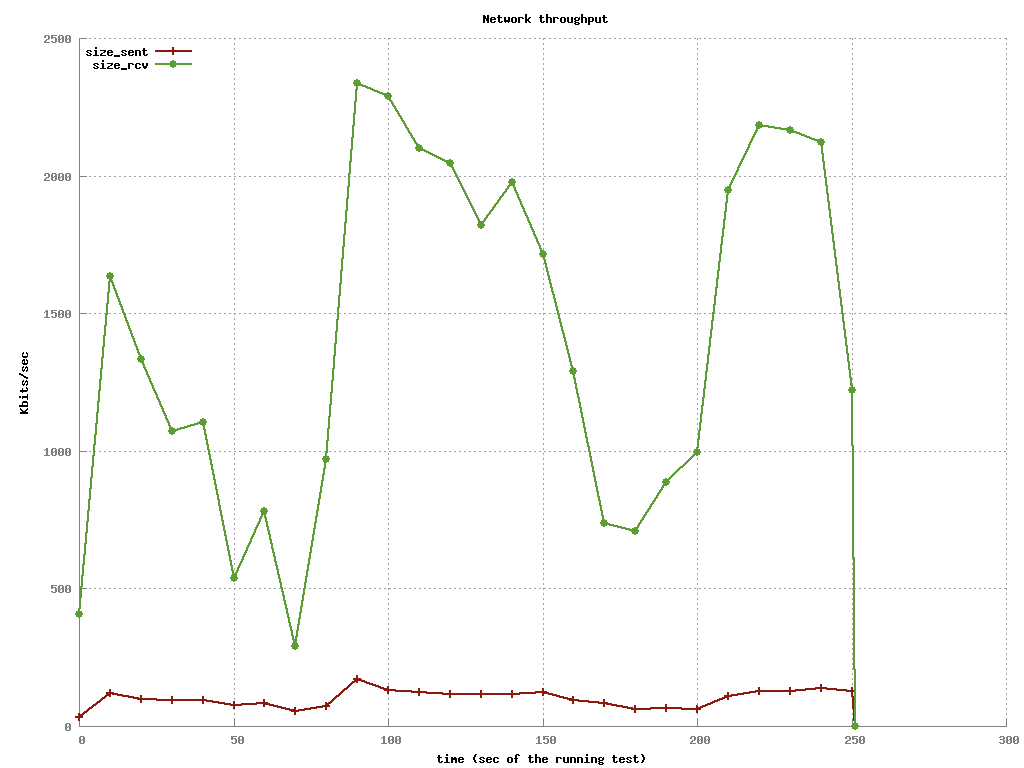 Network throughput
2500
size_sent
size_rcv
2000
1500
Kbits/sec
1000
500
0
0 50 100 150 200 250 300
time (sec of the running test)